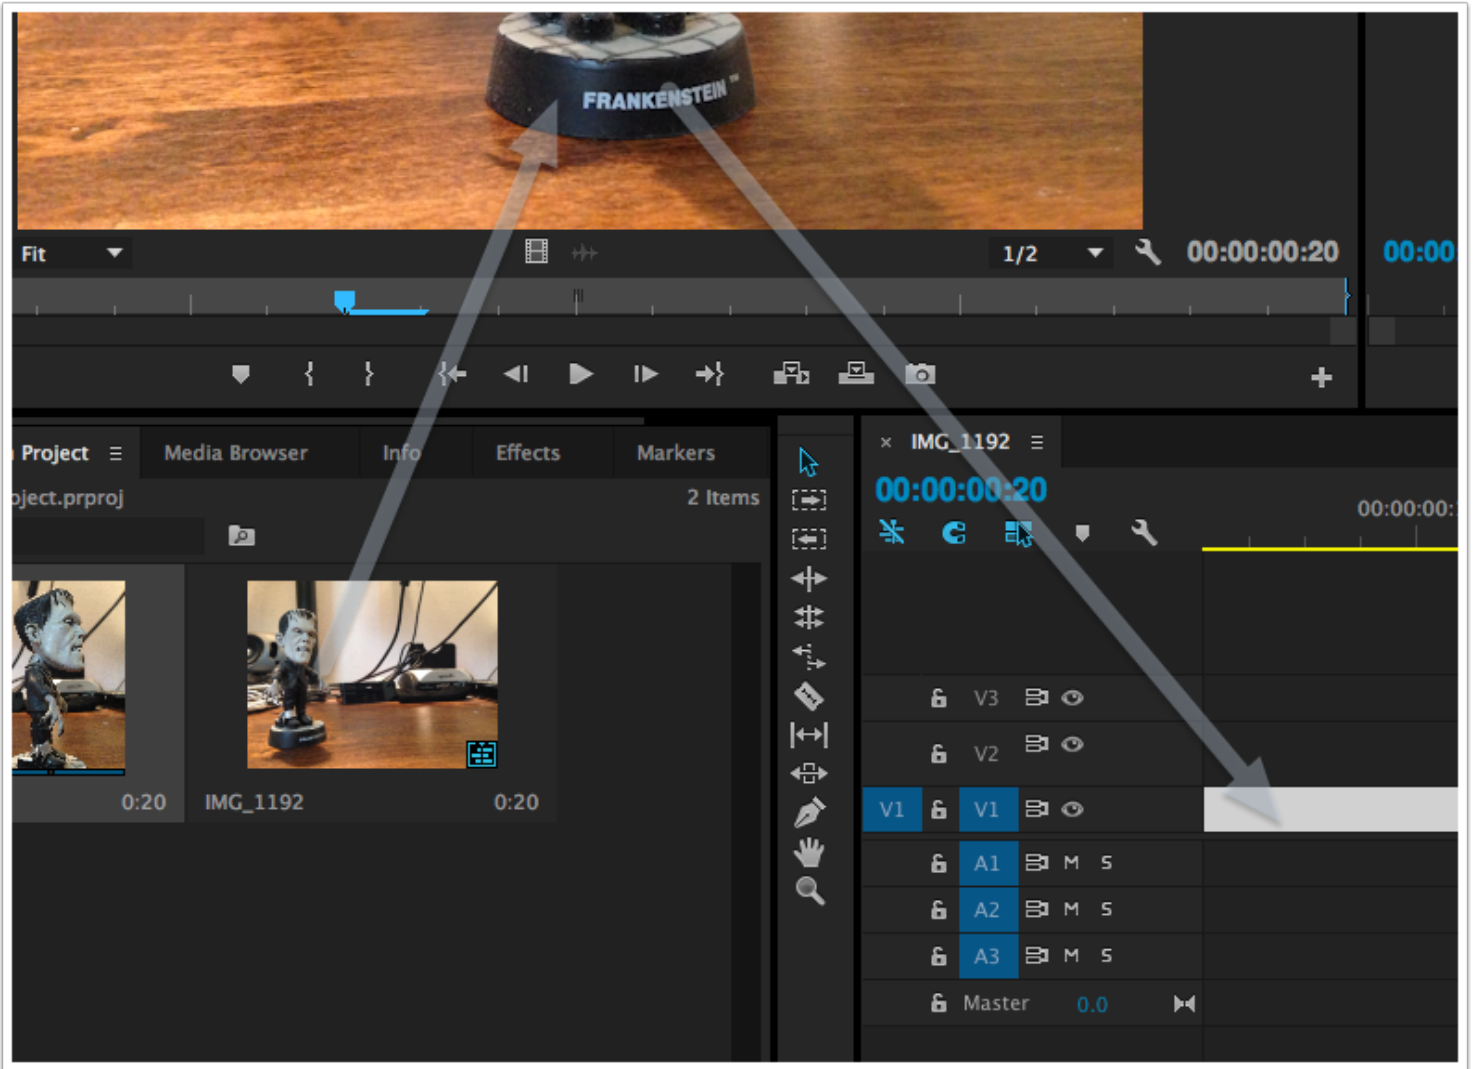 FRANKENSTEIN™
Fit
1/2
00:00:00:20
00:00
Project
Media Browser
Info
Effects
Markers
oject.prproj
2 Items
0:20
IMG_1192
0:20
× IMG_1192
00:00:00:20
00:00:00:
V3
V2
V1 V1
A1 M S
A2 M S
A3 M S
Master 0.0